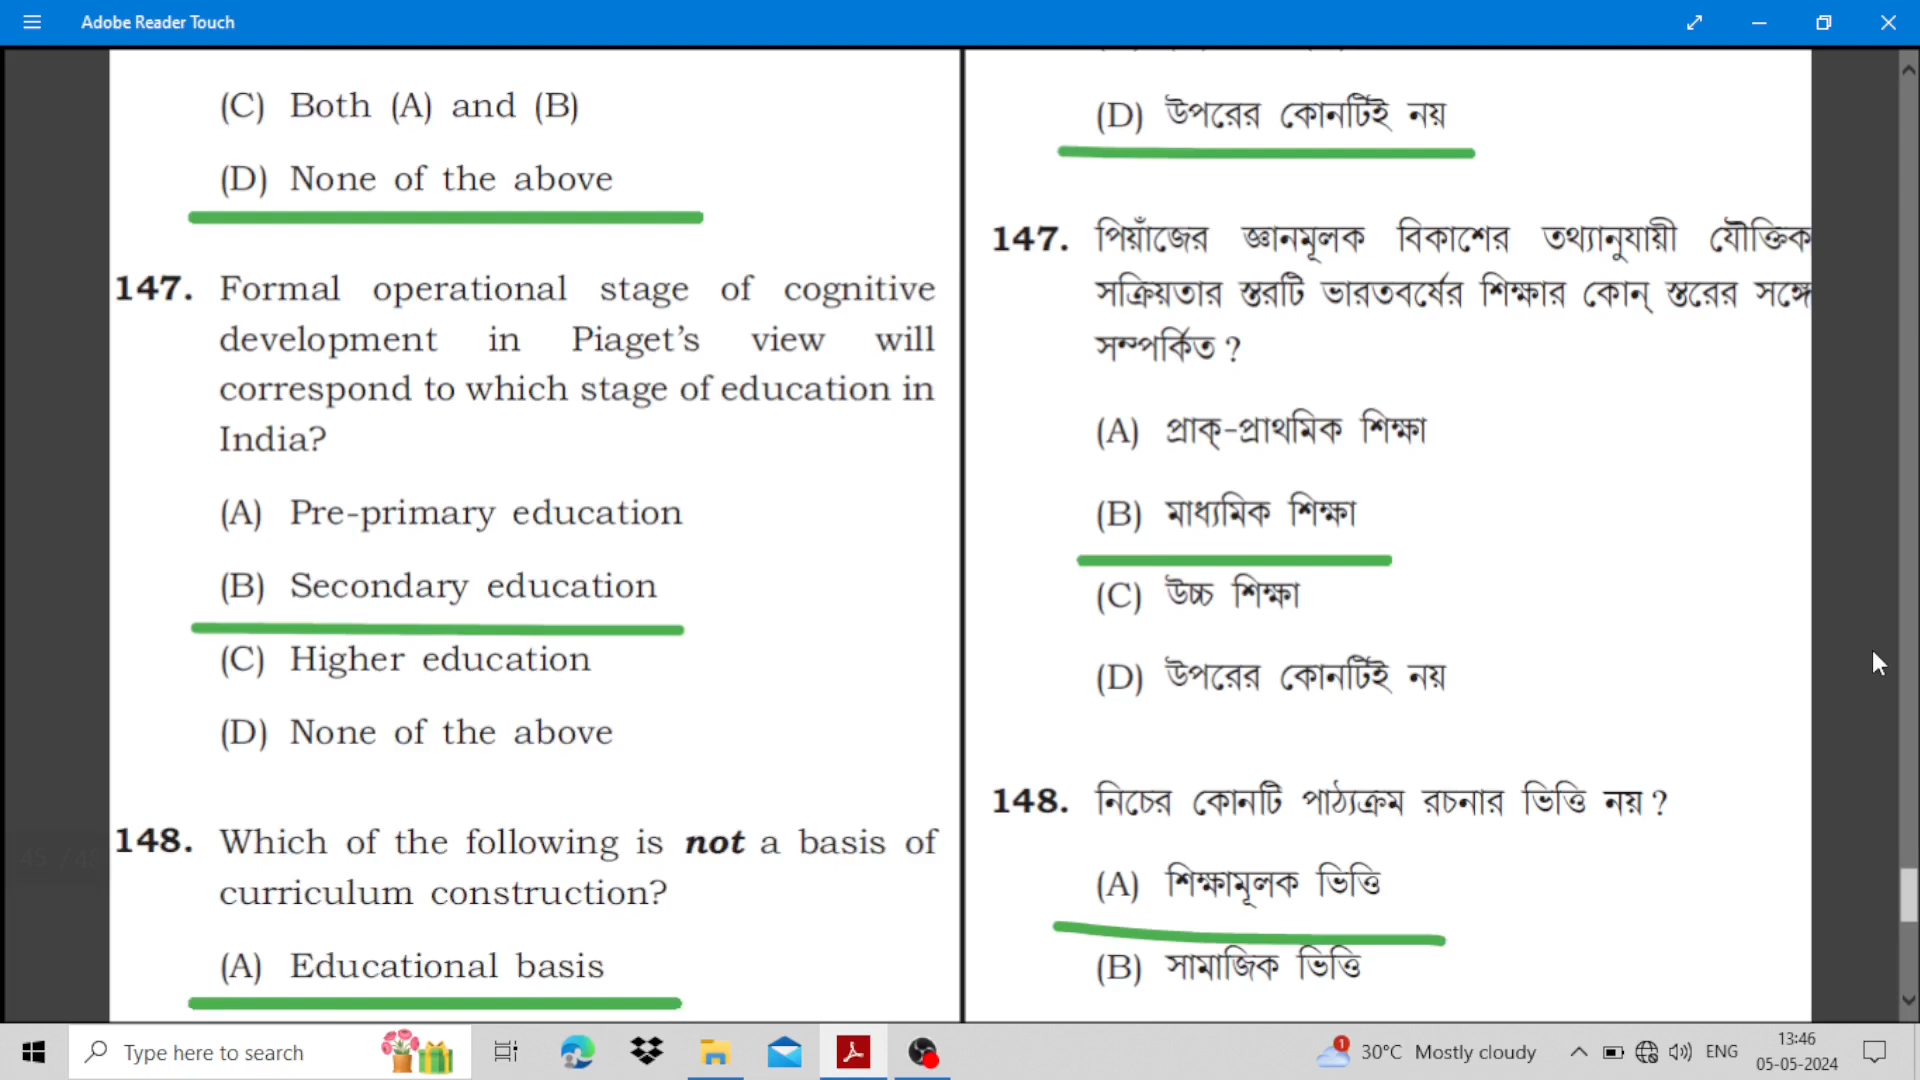 Adobe Reader Touch
(C) Both (A) and (B)
(D) None of the above
147. Formal operational stage of cognitive
development in Piaget's view will
correspond to which stage of education in
India?
(A) Pre-primary education
(B) Secondary education
(C) Higher education
(D) None of the above
148. Which of the following is not a basis of
curriculum construction?
(A) Educational basis
(D) উপরের কোনটিই নয়
147. পিয়াঁজের জ্ঞানমূলক বিকাশের তথ্যানুযায়ী যৌক্তিক
সক্রিয়তার স্তরটি ভারতবর্ষের শিক্ষার কোন্ স্তরের সঙ্গে
সম্পর্কিত ?
(A) প্রাক্-প্রাথমিক শিক্ষা
(B) মাধ্যমিক শিক্ষা
(C) উচ্চ শিক্ষা
(D) উপরের কোনটিই নয়
148. নিচের কোনটি পাঠ্যক্রম রচনার ভিত্তি নয় ?
(A) শিক্ষামূলক ভিত্তি
(B) সামাজিক ভিত্তি
Type here to search
1
30°C Mostly cloudy
ENG
13:46
05-05-2024